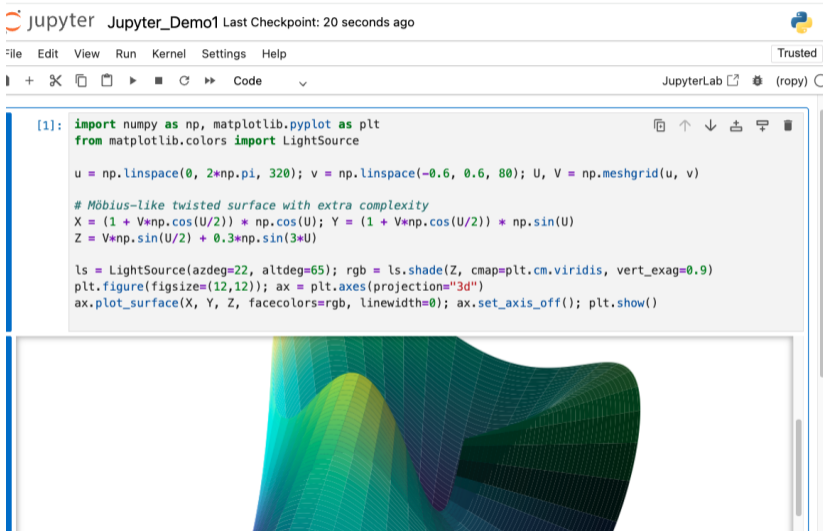 jupyter Jupyter_Demo1 Last Checkpoint: 20 seconds ago
File Edit View Run Kernel Settings Help Trusted
Code JupyterLab (ropy)
[1]: import numpy as np, matplotlib.pyplot as plt
from matplotlib.colors import LightSource
u = np.linspace(0, 2*np.pi, 320); v = np.linspace(-0.6, 0.6, 80); U, V = np.meshgrid(u, v)
# Möbius-like twisted surface with extra complexity
X = (1 + V*np.cos(U/2)) * np.cos(U); Y = (1 + V*np.cos(U/2)) * np.sin(U)
Z = V*np.sin(U/2) + 0.3*np.sin(3*U)
ls = LightSource(azdeg=22, altdeg=65); rgb = ls.shade(Z, cmap=plt.cm.viridis, vert_exag=0.9)
plt.figure(figsize=(12,12)); ax = plt.axes(projection="3d")
ax.plot_surface(X, Y, Z, facecolors=rgb, linewidth=0); ax.set_axis_off(); plt.show()